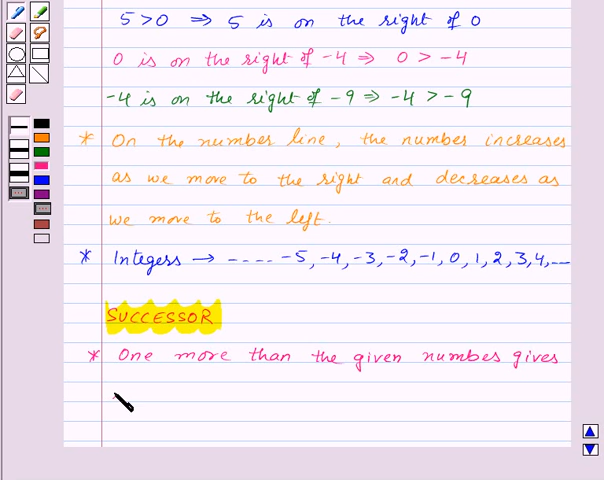 5 > 0 ⇒ 5 is on the right of 0
0 is on the right of -4 ⇒ 0 > -4
-4 is on the right of -9 ⇒ -4 > -9
* On the number line, the number increases
as we move to the right and decreases as
we move to the left.
* Integers → ----- -5, -4, -3, -2, -1, 0, 1, 2, 3, 4, ---
SUCCESSOR
* One more than the given number gives